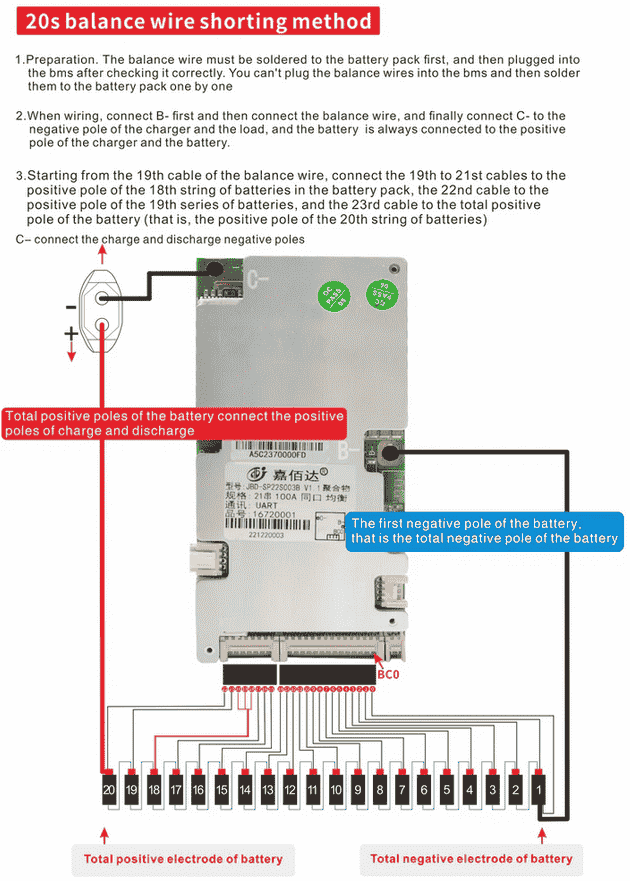 20s balance wire shorting method
1.Preparation. The balance wire must be soldered to the battery pack first, and then plugged into
the bms after checking it correctly. You can't plug the balance wires into the bms and then solder
them to the battery pack one by one
2.When wiring, connect B- first and then connect the balance wire, and finally connect C- to the
negative pole of the charger and the load, and the battery is always connected to the positive
pole of the charger and the battery.
3.Starting from the 19th cable of the balance wire, connect the 19th to 21st cables to the
positive pole of the 18th string of batteries in the battery pack, the 22nd cable to the
positive pole of the 19th series of batteries, and the 23rd cable to the total positive
pole of the battery (that is, the positive pole of the 20th string of batteries)
C– connect the charge and discharge negative poles
C-
QC
PASS
05
QC
PASS
04
-
+
Total positive poles of the battery connect the positive
poles of charge and discharge
A5C2370000FD
B-
B-
嘉佰达
型号:JBD-SP22S003B V1.1 聚合物
规格: 21串 100A 同口 均衡
通讯: UART
品号: 16720001
C-
B-
BC0
221220003
The first negative pole of the battery,
that is the total negative pole of the battery
BC0
20 19 18 17 16 15 14 13 12 11 10 9 8 7 6 5 4 3 2 1
Total positive electrode of battery
Total negative electrode of battery